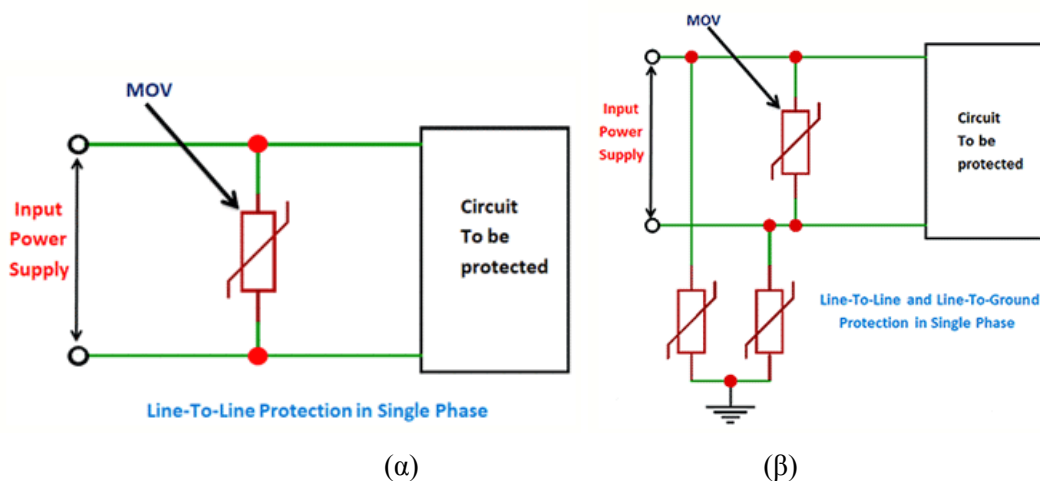 MOV
Input
Power
Supply
Circuit
To be
protected
Line-To-Line Protection in Single Phase
(α)
MOV
Input
Power
Supply
Circuit
To be
protected
Line-To-Line and Line-To-Ground
Protection in Single Phase
(β)